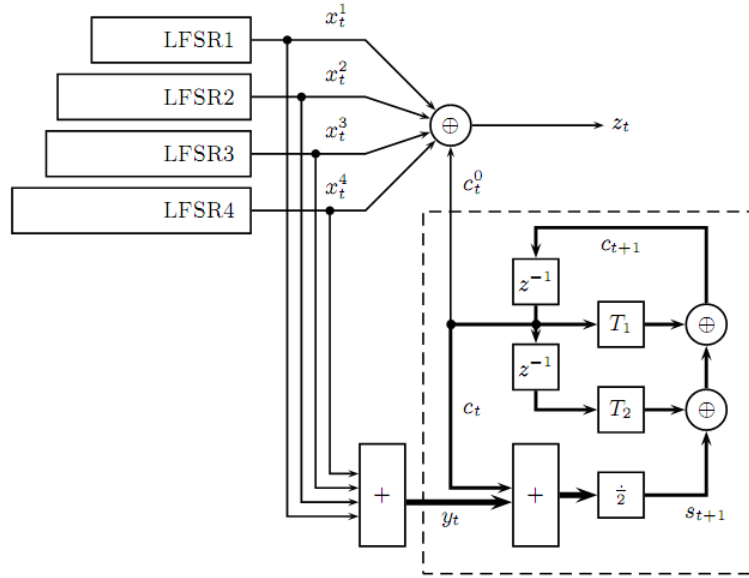 LFSR1 x_t^1
LFSR2 x_t^2
LFSR3 x_t^3
LFSR4 x_t^4
⊕ z_t
c_t^0
c_{t+1}
z^{-1}
T_1 ⊕
z^{-1}
c_t T_2 ⊕
+ y_t + ÷2 s_{t+1}